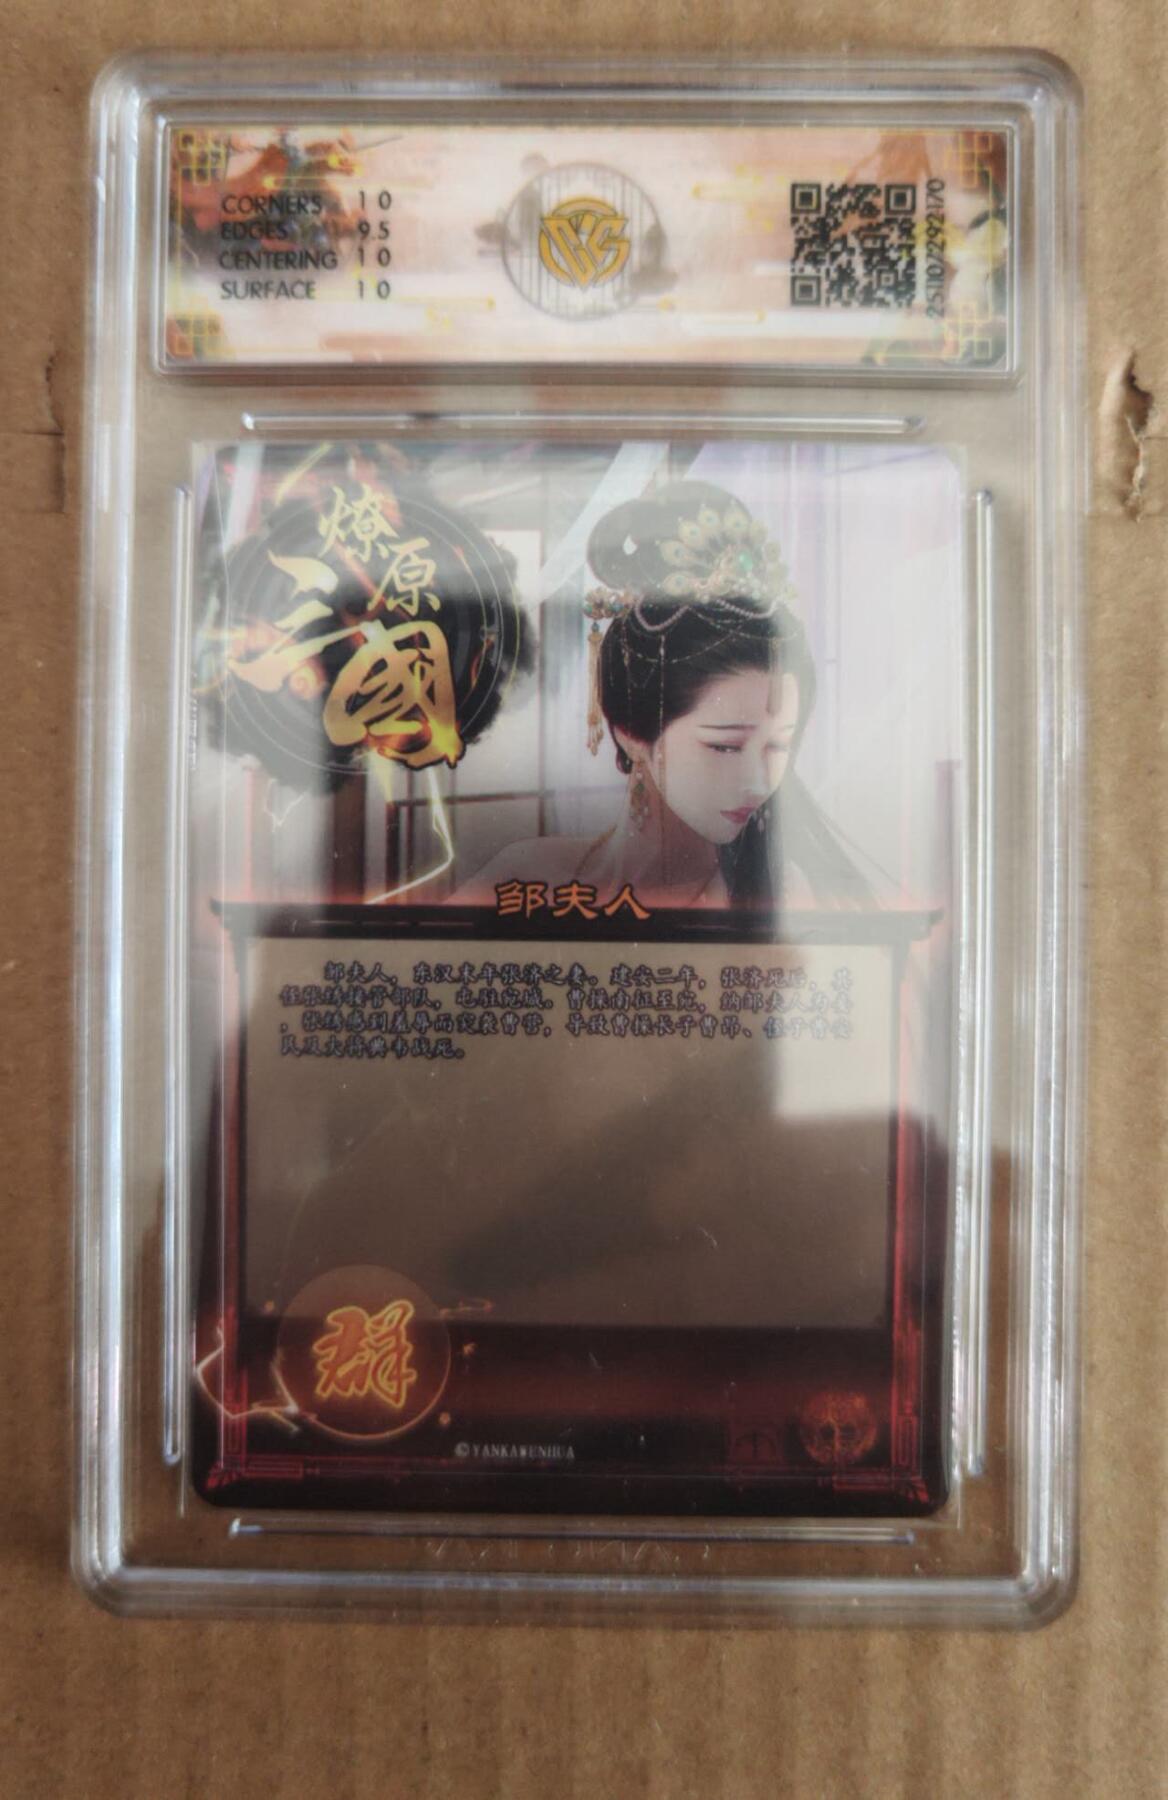 CORNERS 10
EDGES 9.5
CENTERING 10
SURFACE 10
251107292170
燎原
三國
邹夫人
邹夫人，东汉末年张济之妻。建安二年，张济死后，其
侄张绣接管部队，屯驻宛城。曹操南征至宛，纳邹夫人为妾
，张绣感到羞辱而突袭曹营，导致曹操长子曹昂、侄子曹安
民及大将典韦战死。
群
©YANKAWENHUA